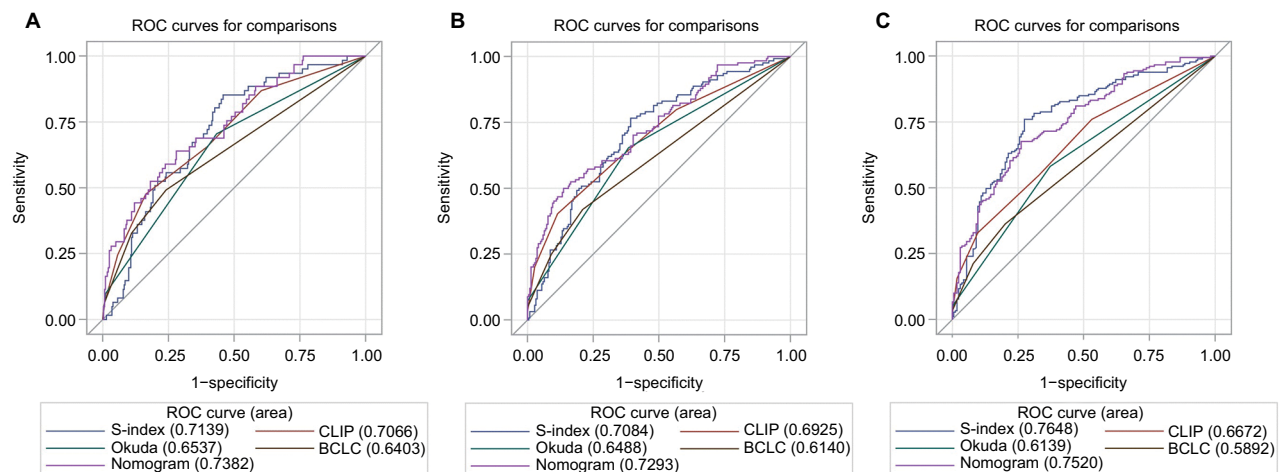 A
ROC curves for comparisons
1.00
0.75
0.50
0.25
0.00
Sensitivity
0.00 0.25 0.50 0.75 1.00
1−specificity
ROC curve (area)
S-index (0.7139) CLIP (0.7066)
Okuda (0.6537) BCLC (0.6403)
Nomogram (0.7382)
B
ROC curves for comparisons
1.00
0.75
0.50
0.25
0.00
Sensitivity
0.00 0.25 0.50 0.75 1.00
1−specificity
ROC curve (area)
S-index (0.7084) CLIP (0.6925)
Okuda (0.6488) BCLC (0.6140)
Nomogram (0.7293)
C
ROC curves for comparisons
1.00
0.75
0.50
0.25
0.00
Sensitivity
0.00 0.25 0.50 0.75 1.00
1−specificity
ROC curve (area)
S-index (0.7648) CLIP (0.6672)
Okuda (0.6139) BCLC (0.5892)
Nomogram (0.7520)